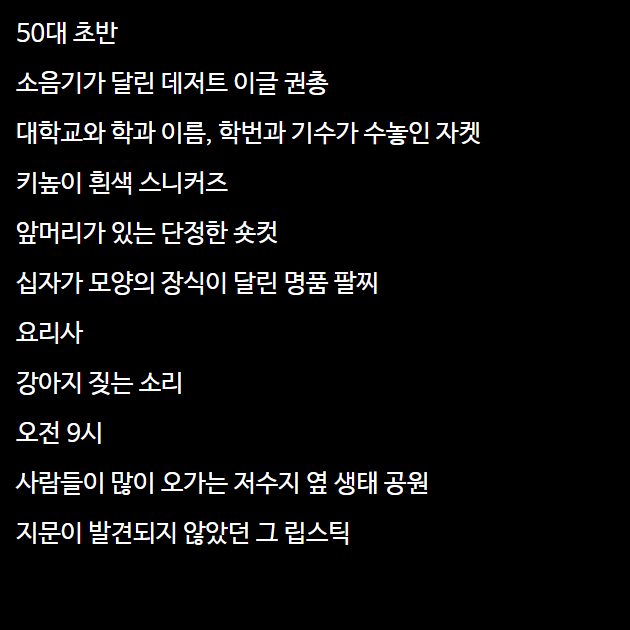 50대 초반
소음기가 달린 데저트 이글 권총
대학교와 학과 이름, 학번과 기수가 수놓인 자켓
키높이 흰색 스니커즈
앞머리가 있는 단정한 숏컷
십자가 모양의 장식이 달린 명품 팔찌
요리사
강아지 짖는 소리
오전 9시
사람들이 많이 오가는 저수지 옆 생태 공원
지문이 발견되지 않았던 그 립스틱